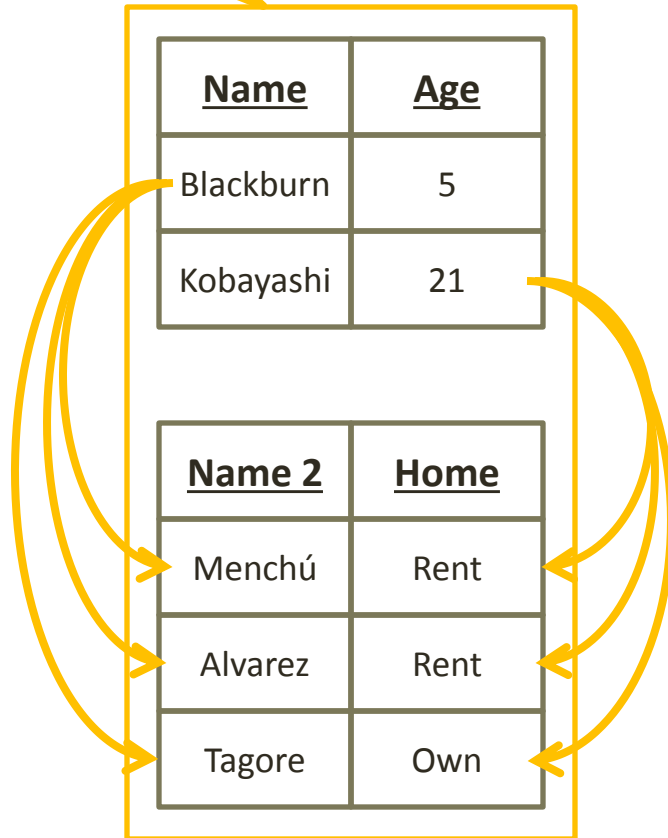 Name Age
Blackburn 5
Kobayashi 21
Name 2 Home
Menchú Rent
Alvarez Rent
Tagore Own